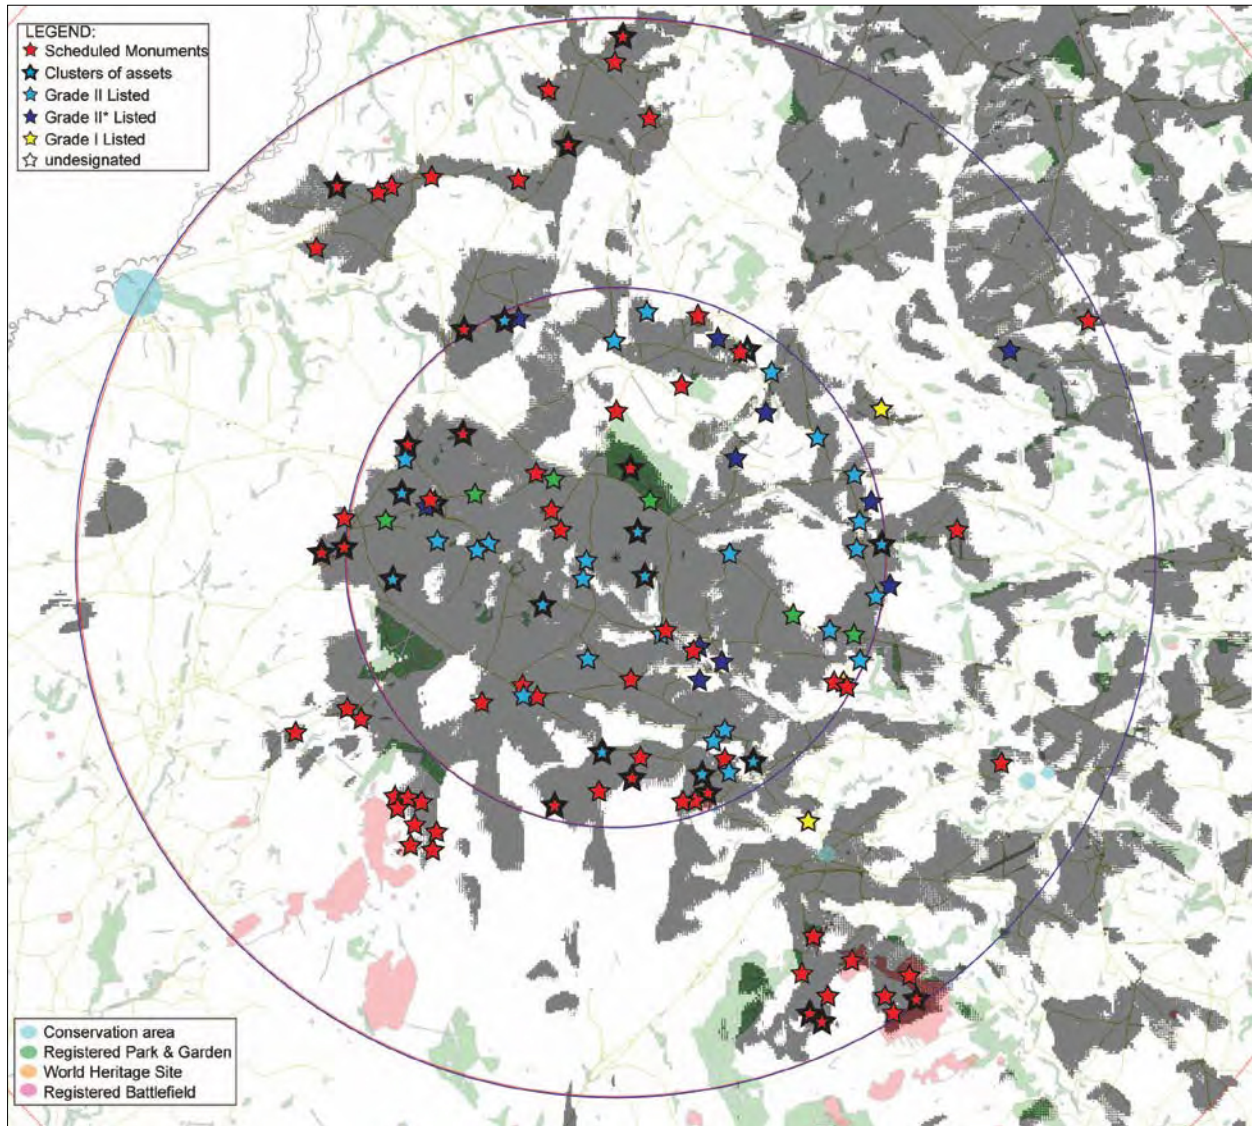 LEGEND:
Scheduled Monuments
Clusters of assets
Grade II Listed
Grade II* Listed
Grade I Listed
undesignated
Conservation area
Registered Park & Garden
World Heritage Site
Registered Battlefield